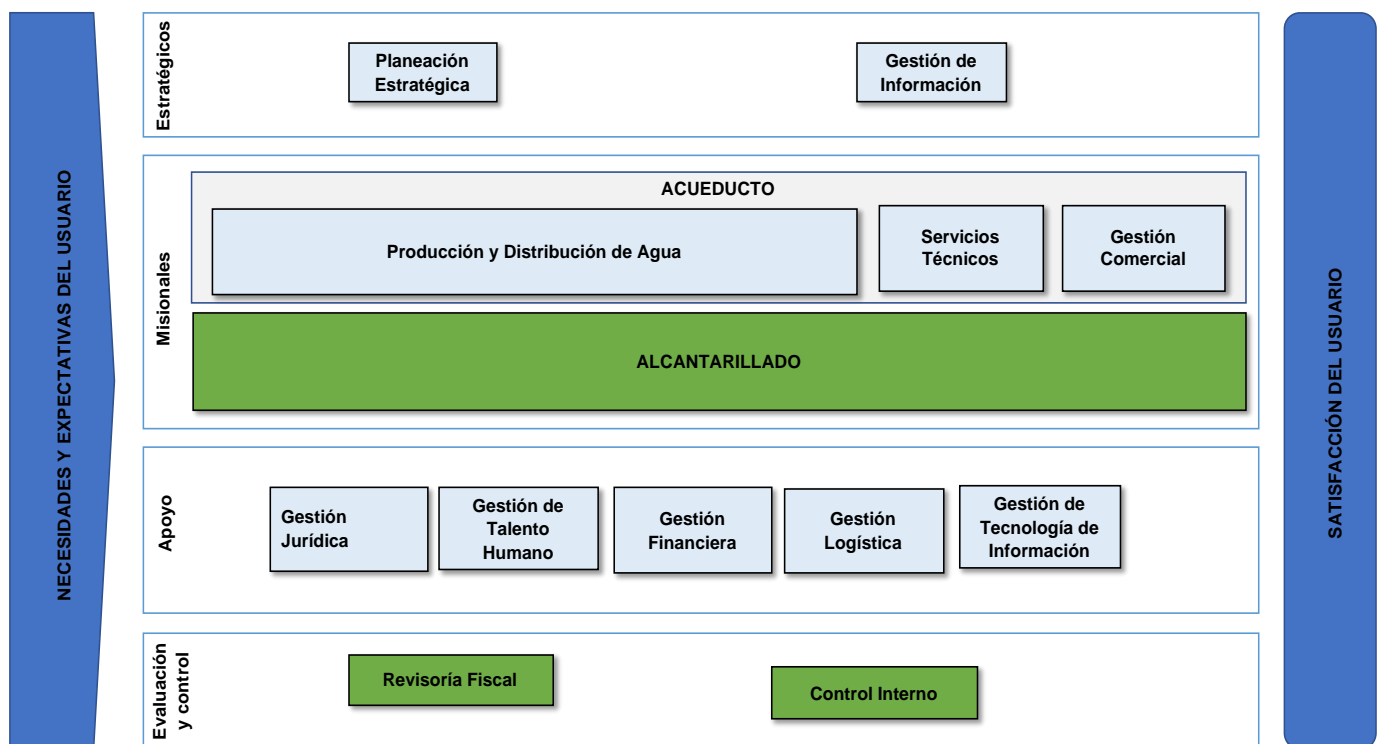 NECESIDADES Y EXPECTATIVAS DEL USUARIO
Estratégicos
Planeación
Estratégica
Gestión de
Información
Misionales
ACUEDUCTO
Producción y Distribución de Agua
Servicios
Técnicos
Gestión
Comercial
ALCANTARILLADO
Apoyo
Gestión
Jurídica
Gestión de
Talento
Humano
Gestión
Financiera
Gestión
Logística
Gestión de
Tecnología de
Información
Evaluación
y control
Revisoría Fiscal
Control Interno
SATISFACCIÓN DEL USUARIO